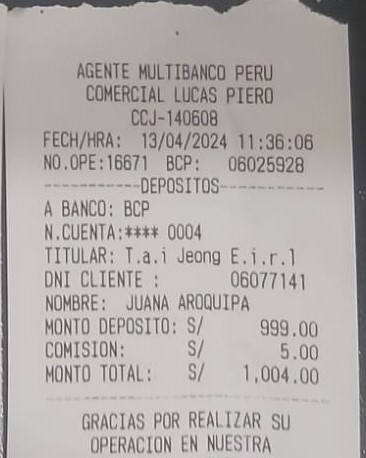 AGENTE MULTIBANCO PERU
COMERCIAL LUCAS PIERO
CCJ-140608
FECH/HRA: 13/04/2024 11:36:06
NO.OPE:16671 BCP: 06025928
----------DEPOSITOS-----------
A BANCO: BCP
N.CUENTA:**** 0004
TITULAR: T.a.i Jeong E.i.r.l
DNI CLIENTE : 06077141
NOMBRE: JUANA AROQUIPA
MONTO DEPOSITO: S/ 999.00
COMISION: S/ 5.00
MONTO TOTAL: S/ 1,004.00
------------------------------
GRACIAS POR REALIZAR SU
OPERACION EN NUESTRA